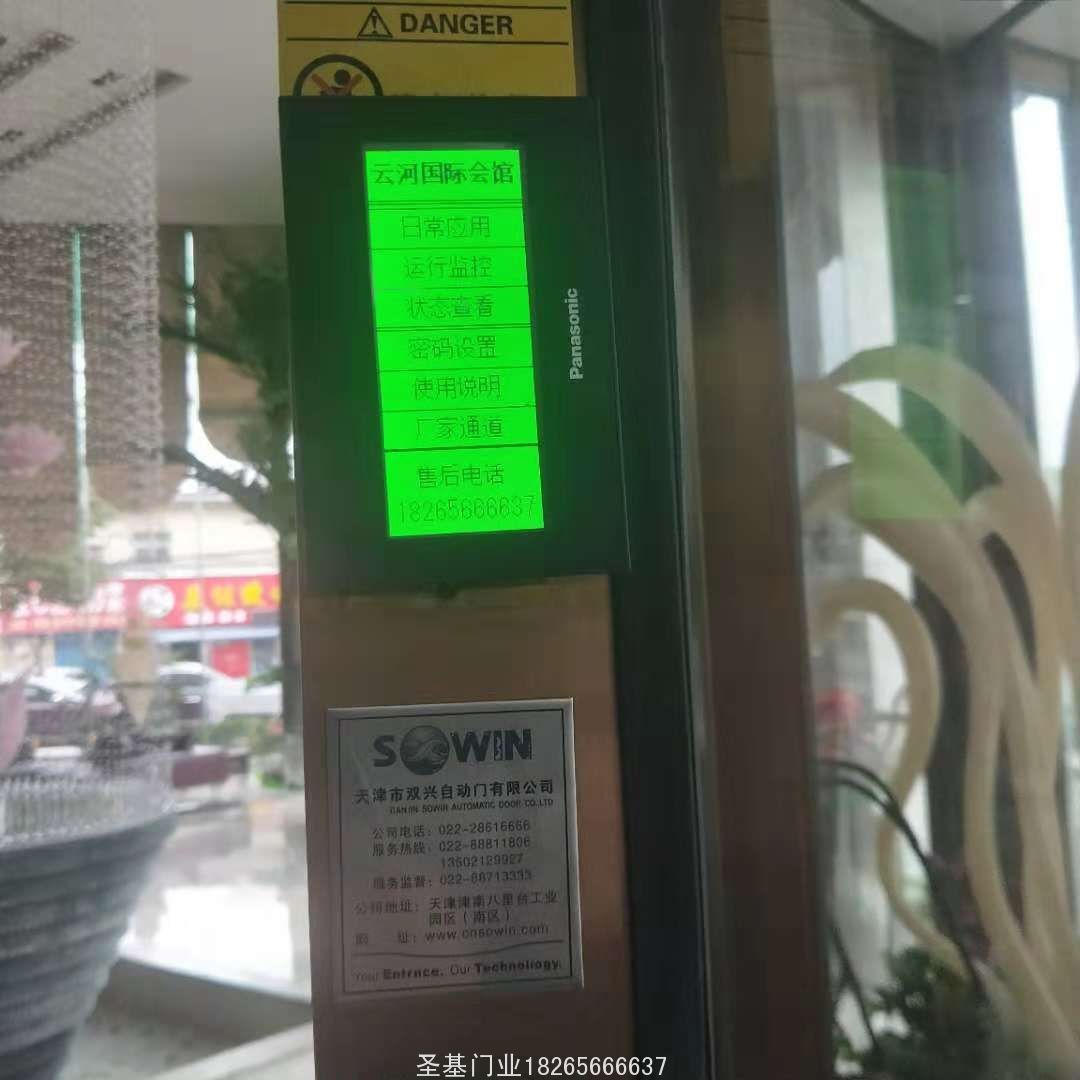 DANGER
云河国际会馆
日常应用
运行监控
状态查看
密码设置
使用说明
厂家通道
售后电话
18265666637
Panasonic
SOWIN
天津市双兴自动门有限公司
TIANJIN SOWIN AUTOMATIC DOOR CO.,LTD
公司电话：022-28616666
服务热线：022-88811806
13502129927
服务监督：022-88713333
公司地址：天津津南八里台工业
园区（南区）
网 址：www.cnsowin.com
Your Entrnce. Our Technology.
圣基门业18265666637